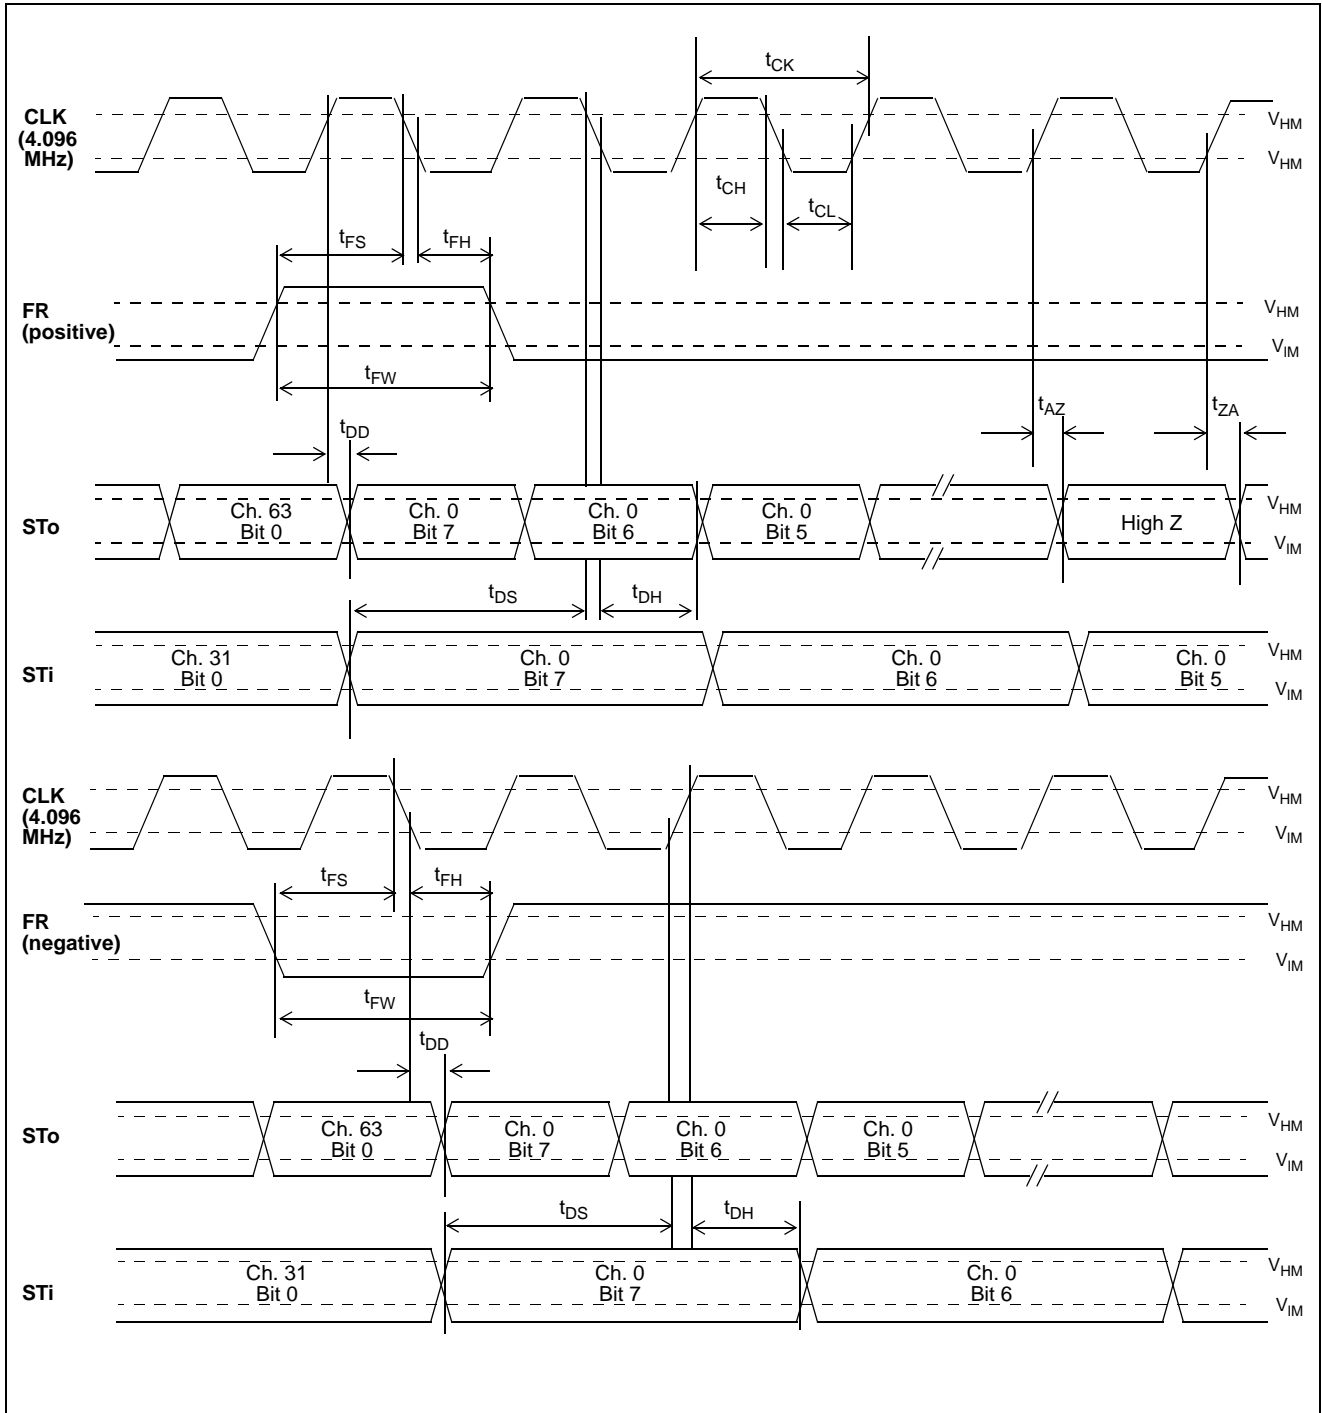 tCK
CLK
(4.096
MHz)
VHM
VHM
tCH
tCL
tFS
tFH
FR
(positive)
VHM
VIM
tFW
tDD
tAZ
tZA
STo
Ch. 63
Bit 0
Ch. 0
Bit 7
Ch. 0
Bit 6
Ch. 0
Bit 5
High Z
VHM
VIM
tDS
tDH
STi
Ch. 31
Bit 0
Ch. 0
Bit 7
Ch. 0
Bit 6
Ch. 0
Bit 5
VHM
VIM
CLK
(4.096
MHz)
VHM
VIM
tFS
tFH
FR
(negative)
VHM
VIM
tFW
tDD
STo
Ch. 63
Bit 0
Ch. 0
Bit 7
Ch. 0
Bit 6
Ch. 0
Bit 5
VHM
VIM
tDS
tDH
STi
Ch. 31
Bit 0
Ch. 0
Bit 7
Ch. 0
Bit 6
VHM
VIM